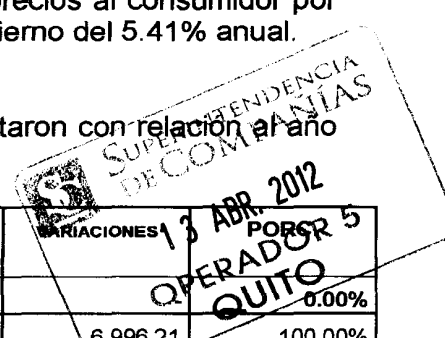 precios al consumidor por
ierno del 5.41% anual.
taron con relación al año
SUPERINTENDENCIA
DE COMPAÑÍAS
13 ABR. 2012
OPERADOR 5
QUITO
VARIACIONES PORC.
0.00%
6,996.21 100.00%